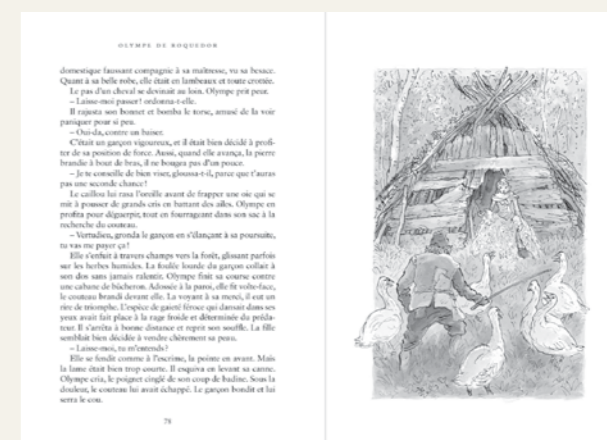 OLYMPE DE ROQUEDOR
domestique faussant compagnie à sa maîtresse, vu sa besace.
Quant à sa belle robe, elle était en lambeaux et toute crottée.
Le pas d'un cheval se devinait au loin. Olympe prit peur.
– Laisse-moi passer ! ordonna-t-elle.
Il rajusta son bonnet et bomba le torse, amusé de la voir
paniquer pour si peu.
– Oui-da, contre un baiser.
C'était un garçon vigoureux, et il était bien décidé à profi-
ter de sa position de force. Aussi, quand elle avança, la pierre
brandie à bout de bras, il ne bougea pas d'un pouce.
– Je te conseille de bien viser, gloussa-t-il, parce que t'auras
pas une seconde chance !
Le caillou lui rasa l'oreille avant de frapper une oie qui se
mit à pousser de grands cris en battant des ailes. Olympe en
profita pour déguerpir, tout en fourrageant dans son sac à la
recherche du couteau.
– Vertudieu, gronda le garçon en s'élançant à sa poursuite,
tu vas me payer ça !
Elle s'enfuit à travers champs vers la forêt, glissant parfois
sur les herbes humides. La foulée lourde du garçon collait à
son dos sans jamais ralentir. Olympe finit sa course contre
une cabane de bûcheron. Adossée à la paroi, elle fit volte-face,
le couteau brandi devant elle. La voyant à sa merci, il eut un
rire de triomphe. L'espèce de gaieté féroce qui dansait dans ses
yeux avait fait place à la rage froide et déterminée du préda-
teur. Il s'arrêta à bonne distance et reprit son souffle. La fille
semblait bien décidée à vendre chèrement sa peau.
– Laisse-moi, tu m'entends ?
Elle se fendit comme à l'escrime, la pointe en avant. Mais
la lame était bien trop courte. Il esquiva en levant sa canne.
Olympe cria, le poignet cinglé de son coup de badine. Sous la
douleur, le couteau lui avait échappé. Le garçon bondit et lui
serra le cou.
78